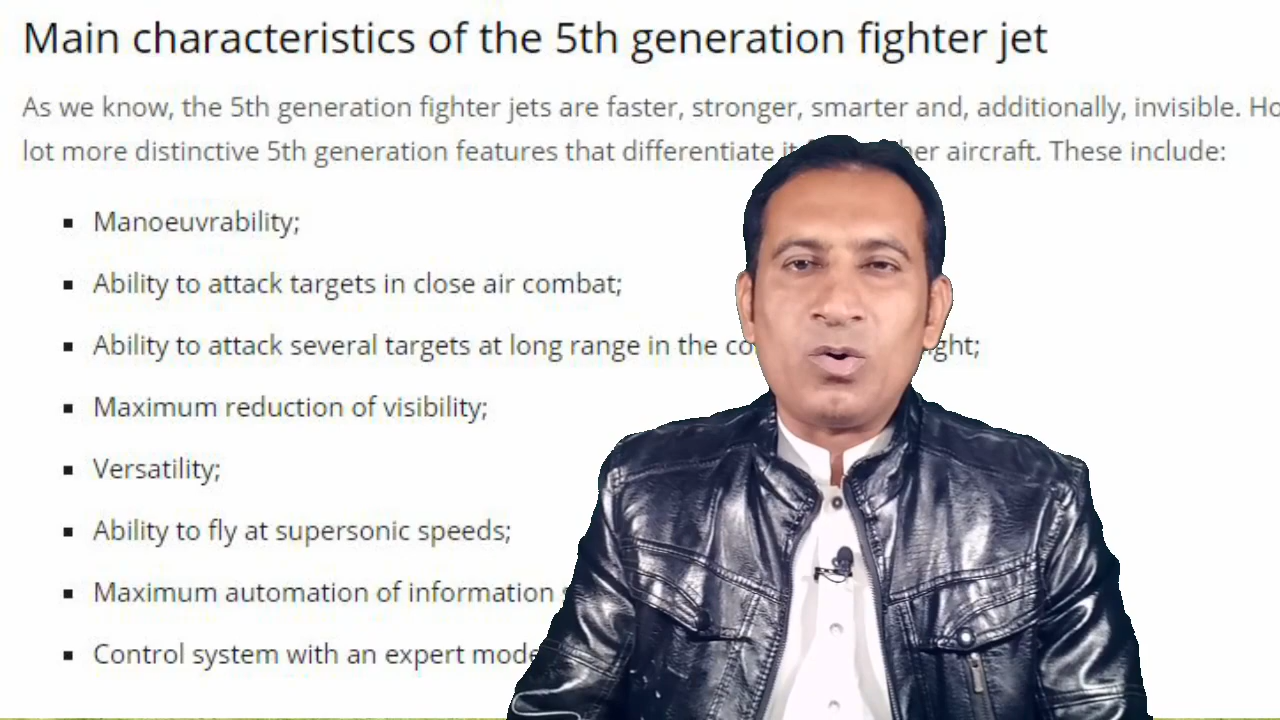 Main characteristics of the 5th generation fighter jet
As we know, the 5th generation fighter jets are faster, stronger, smarter and, additionally, invisible.
lot more distinctive 5th generation features that differentiate aircraft. These include:
Manoeuvrability;
Ability to attack targets in close air combat;
Ability to attack several targets at long range in the
Maximum reduction of visibility;
Versatility;
Ability to fly at supersonic speeds;
Maximum automation of information
Control system with an expert